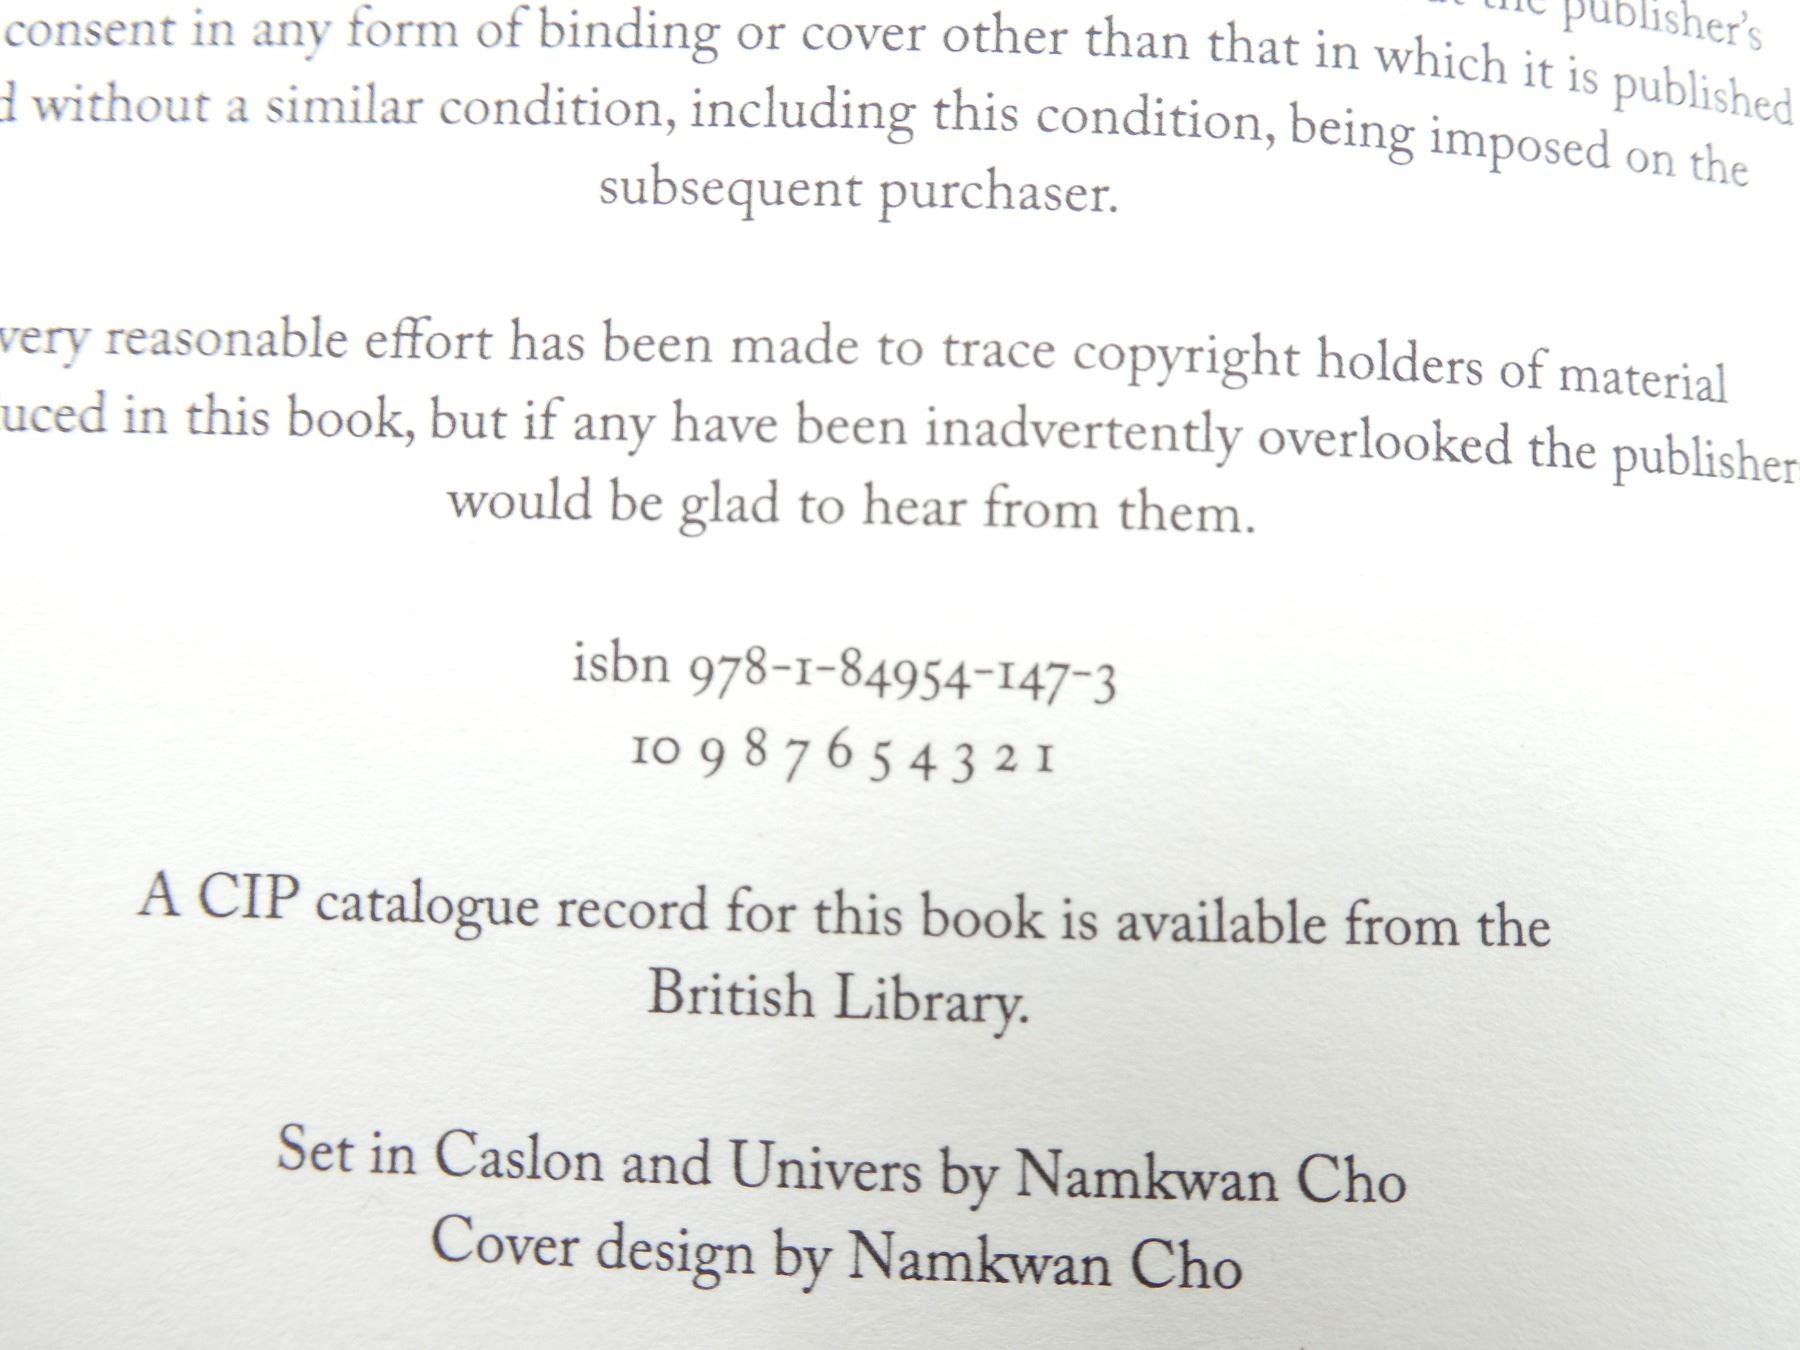 the publisher's
consent in any form of binding or cover other than that in which it is published
without a similar condition, including this condition, being imposed on the
subsequent purchaser.
very reasonable effort has been made to trace copyright holders of material
uced in this book, but if any have been inadvertently overlooked the publisher
would be glad to hear from them.
isbn 978-1-84954-147-3
10 9 8 7 6 5 4 3 2 1
A CIP catalogue record for this book is available from the
British Library.
Set in Caslon and Univers by Namkwan Cho
Cover design by Namkwan Cho